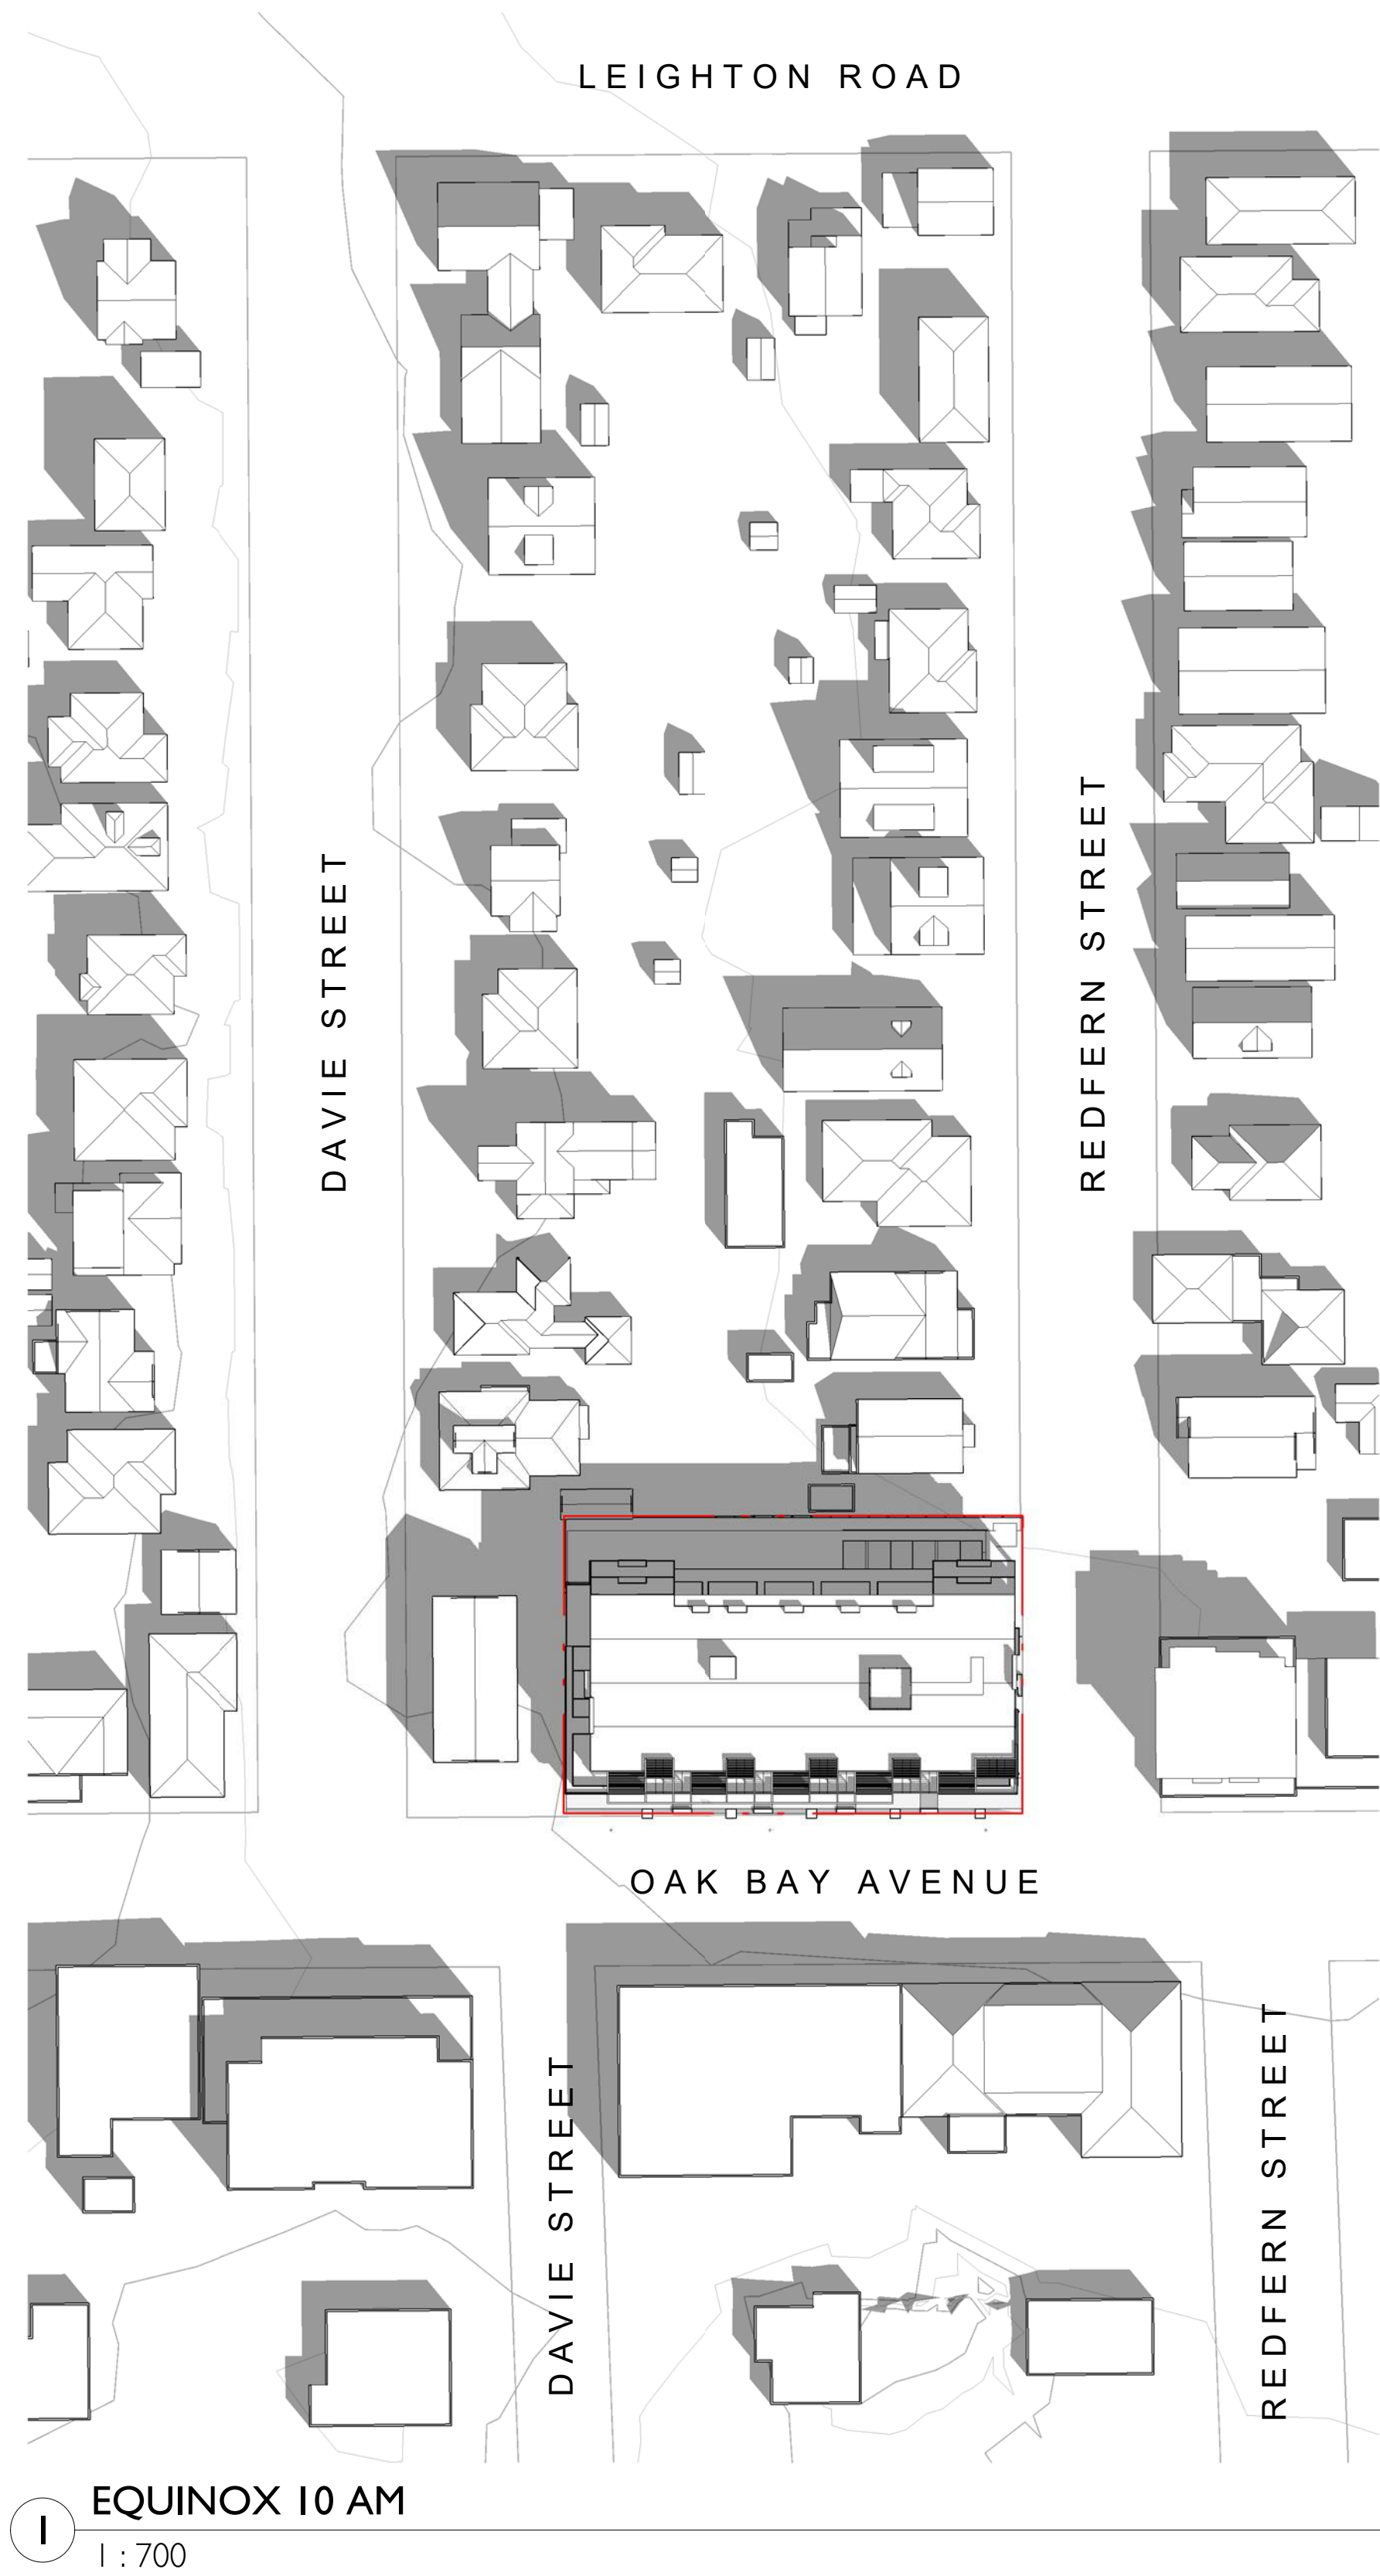 LEIGHTON ROAD
DAVIE STREET
REDFERN STREET
OAK BAY AVENUE
DAVIE STREET
REDFERN STREET
1 EQUINOX 10 AM
1 : 700